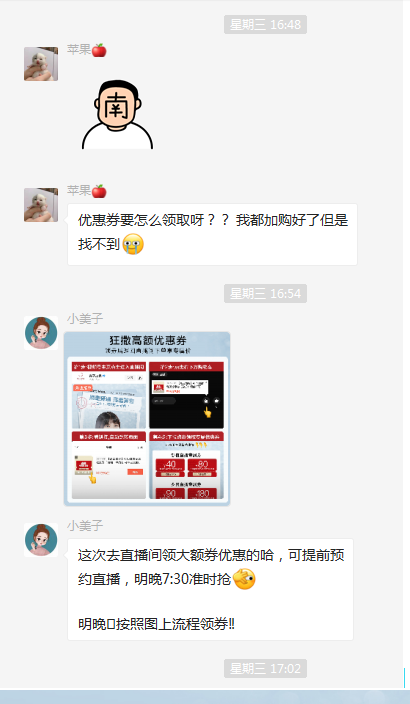 星期三 16:48
苹果🍎
南
苹果🍎
优惠券要怎么领取呀？？ 我都加购好了但是
找不到😳
星期三 16:54
小美子
狂撒高额优惠券
40
80
90
180
小美子
这次去直播间领大额券优惠的哈，可提前预
约直播，明晚7:30准时抢
明晚▯按照图上流程领券!!
星期三 17:02